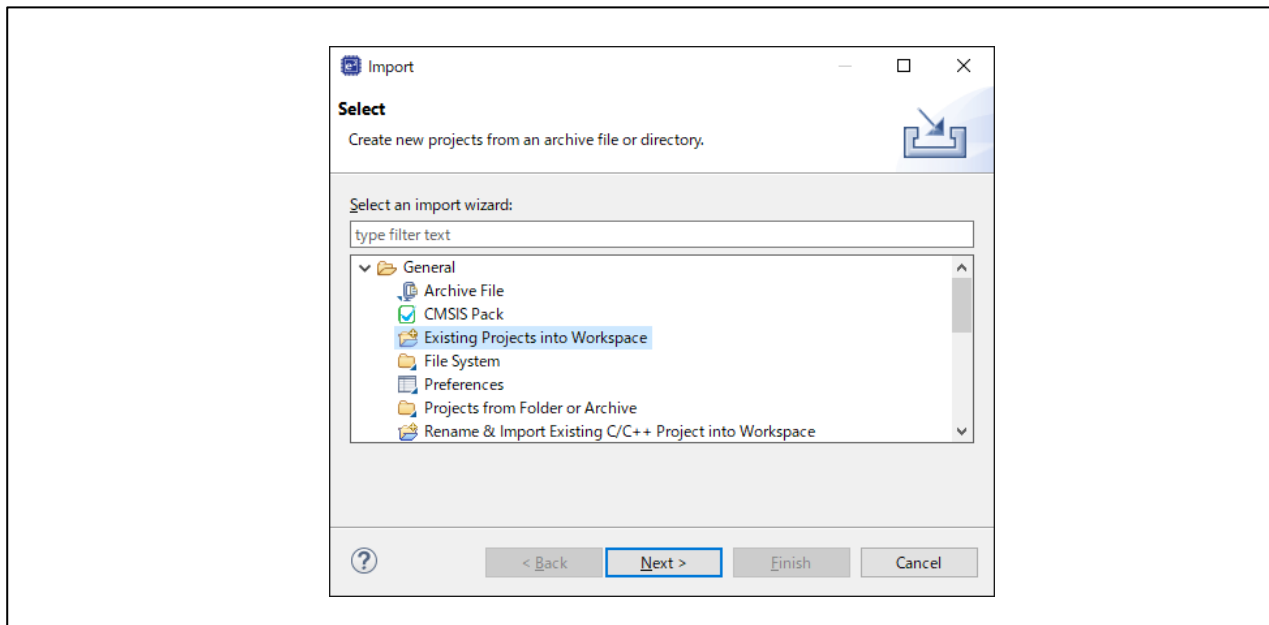 Import
Select
Create new projects from an archive file or directory.
Select an import wizard:
type filter text
General
Archive File
CMSIS Pack
Existing Projects into Workspace
File System
Preferences
Projects from Folder or Archive
Rename & Import Existing C/C++ Project into Workspace
? < Back Next > Finish Cancel